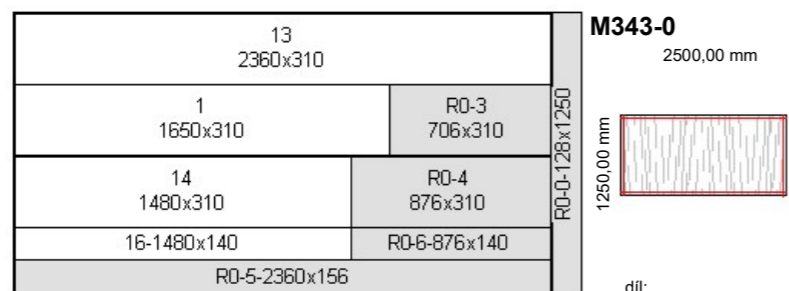 13
2360x310
1
1650x310
R0-3
706x310
14
1480x310
R0-4
876x310
16-1480x140
R0-6-876x140
R0-5-2360x156
R0-0-128x1250
M343-0
2500,00 mm
1250,00 mm
díl: